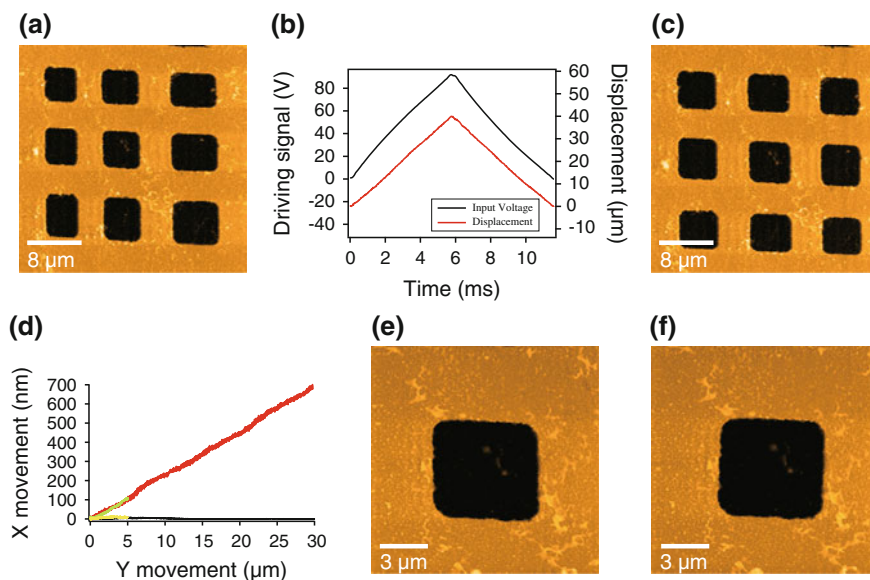 (a)
8 µm
(b)
Driving signal (V)
80
60
40
20
0
-20
-40
60
50
40
30
20
10
0
-10
Displacement (µm)
Input Voltage
Displacement
0 2 4 6 8 10
Time (ms)
(c)
8 µm
(d)
X movement (nm)
700
600
500
400
300
200
100
0
0 5 10 15 20 25 30
Y movement (µm)
(e)
3 µm
(f)
3 µm